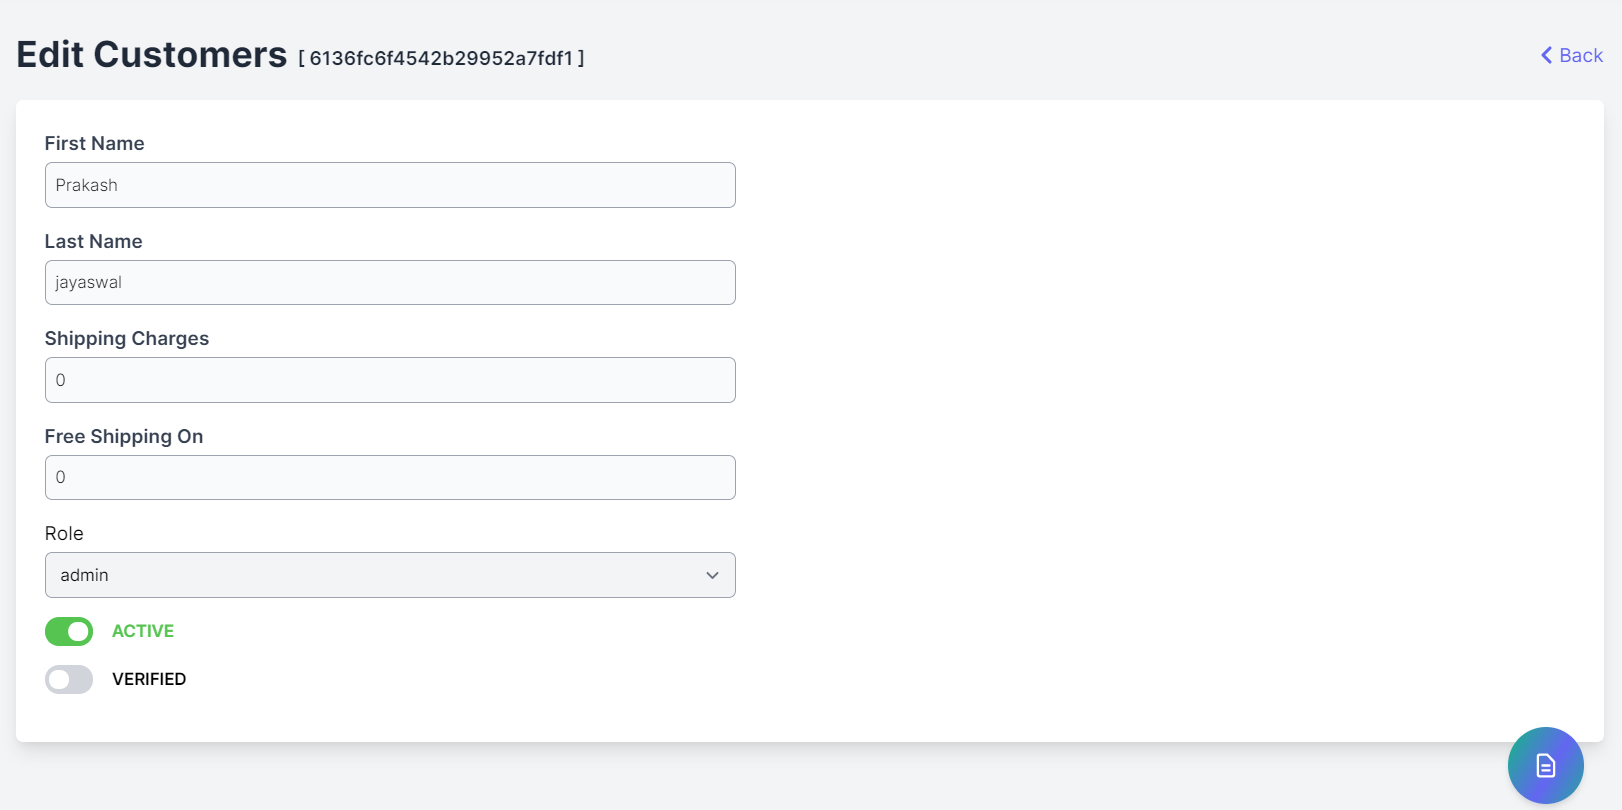 Edit Customers [ 6136fc6f4542b29952a7fdf1 ]
Back
First Name
Prakash
Last Name
jayaswal
Shipping Charges
0
Free Shipping On
0
Role
admin
ACTIVE
VERIFIED